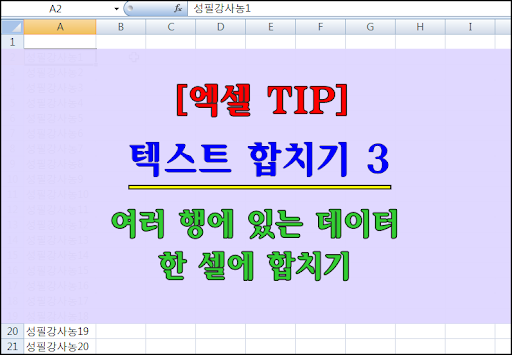 A2 fx 성필강사농1
A B C D E F G H I
1
[엑셀 TIP]
텍스트 합치기 3
여러 행에 있는 데이터
한 셀에 합치기
20 성필강사농19
21 성필강사농20